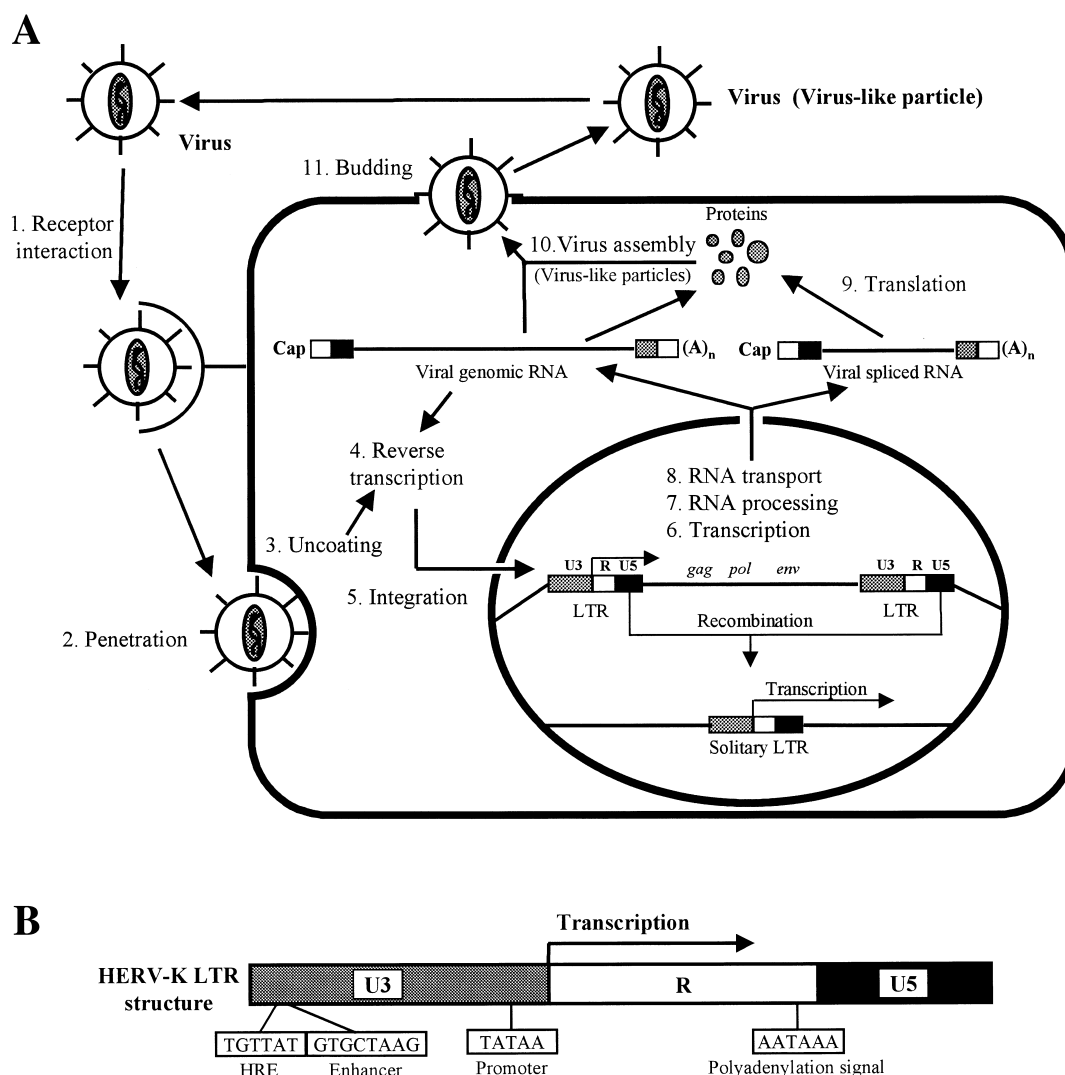 A
Virus (Virus-like particle)
Virus
11. Budding
1. Receptor
interaction
Proteins
10.Virus assembly
(Virus-like particles)
9. Translation
Cap
(A)n
Cap
(A)n
Viral genomic RNA
Viral spliced RNA
4. Reverse
transcription
8. RNA transport
7. RNA processing
6. Transcription
3. Uncoating
U3 R U5
gag pol env
U3 R U5
5. Integration
LTR
LTR
Recombination
2. Penetration
Transcription
Solitary LTR
B
Transcription
HERV-K LTR
structure
U3
R
U5
TGTTAT
GTGCTAAG
TATAA
AATAAA
HRE
Enhancer
Promoter
Polyadenylation signal